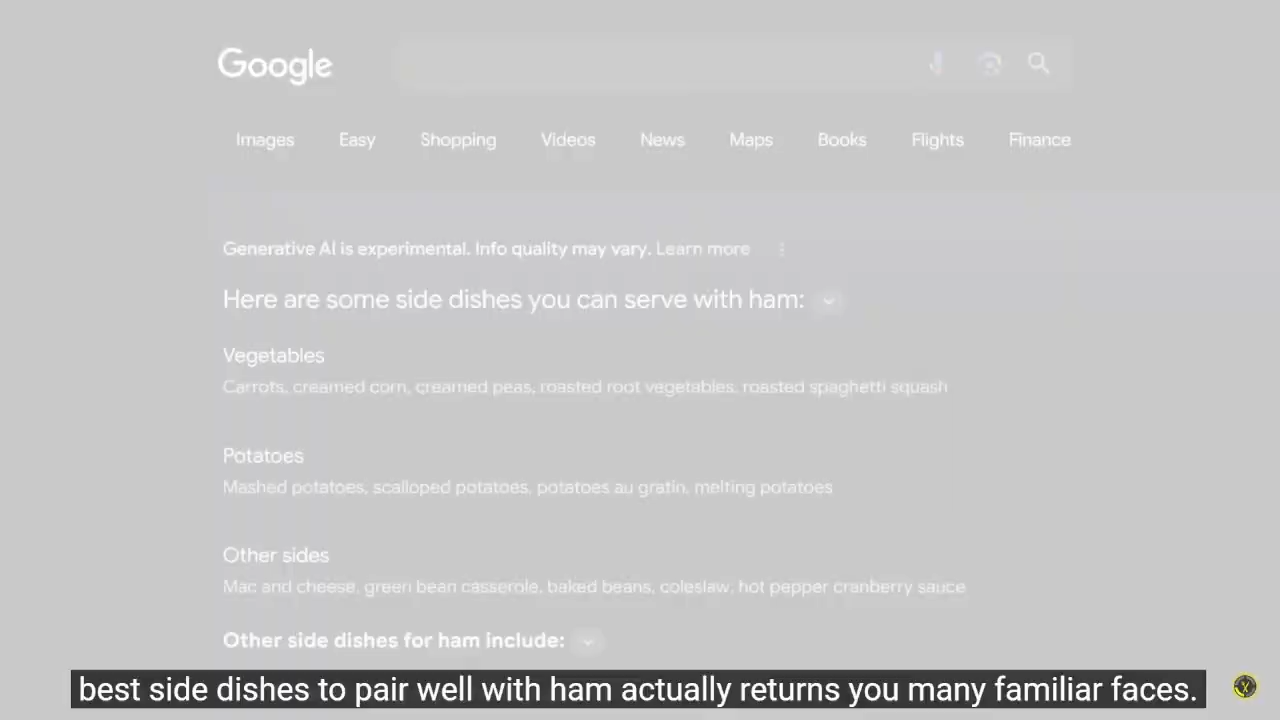 Google
Images Easy Shopping Videos News Maps Books Flights Finance
Generative AI is experimental. Info quality may vary. Learn more
Here are some side dishes you can serve with ham:
Vegetables
Carrots, creamed corn, creamed peas, roasted root vegetables, roasted spaghetti squash
Potatoes
Mashed potatoes, scalloped potatoes, potatoes au gratin, melting potatoes
Other sides
Mac and cheese, green bean casserole, baked beans, coleslaw, hot pepper cranberry sauce
Other side dishes for ham include:
best side dishes to pair well with ham actually returns you many familiar faces.